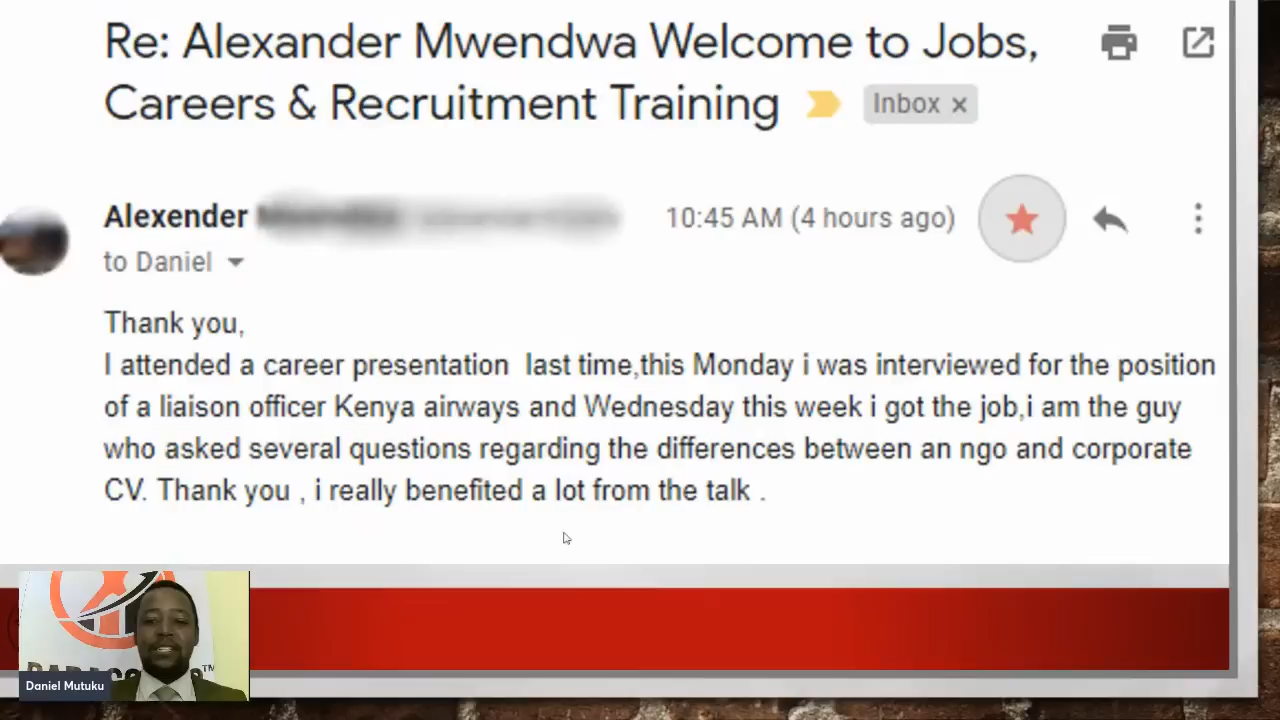 Re: Alexander Mwendwa Welcome to Jobs,
Careers & Recruitment Training Inbox ×
Alexender 10:45 AM (4 hours ago)
to Daniel
Thank you,
I attended a career presentation last time,this Monday i was interviewed for the position
of a liaison officer Kenya airways and Wednesday this week i got the job,i am the guy
who asked several questions regarding the differences between an ngo and corporate
CV. Thank you , i really benefited a lot from the talk .
Daniel Mutuku